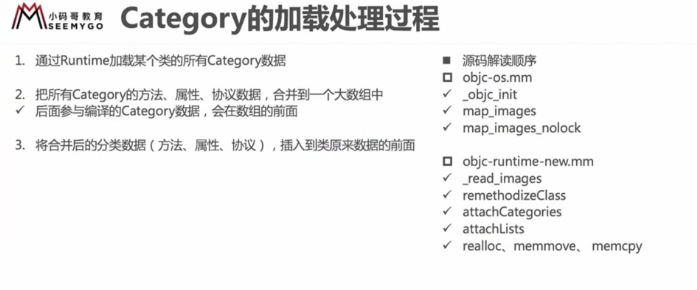 小码哥教育
SEEMYGO
Category的加载处理过程
1. 通过Runtime加载某个类的所有Category数据
2. 把所有Category的方法、属性、协议数据，合并到一个大数组中
✓ 后面参与编译的Category数据，会在数组的前面
3. 将合并后的分类数据（方法、属性、协议），插入到类原来数据的前面
■ 源码解读顺序
□ objc-os.mm
✓ _objc_init
✓ map_images
✓ map_images_nolock
□ objc-runtime-new.mm
✓ _read_images
✓ remethodizeClass
✓ attachCategories
✓ attachLists
✓ realloc、memmove、 memcpy